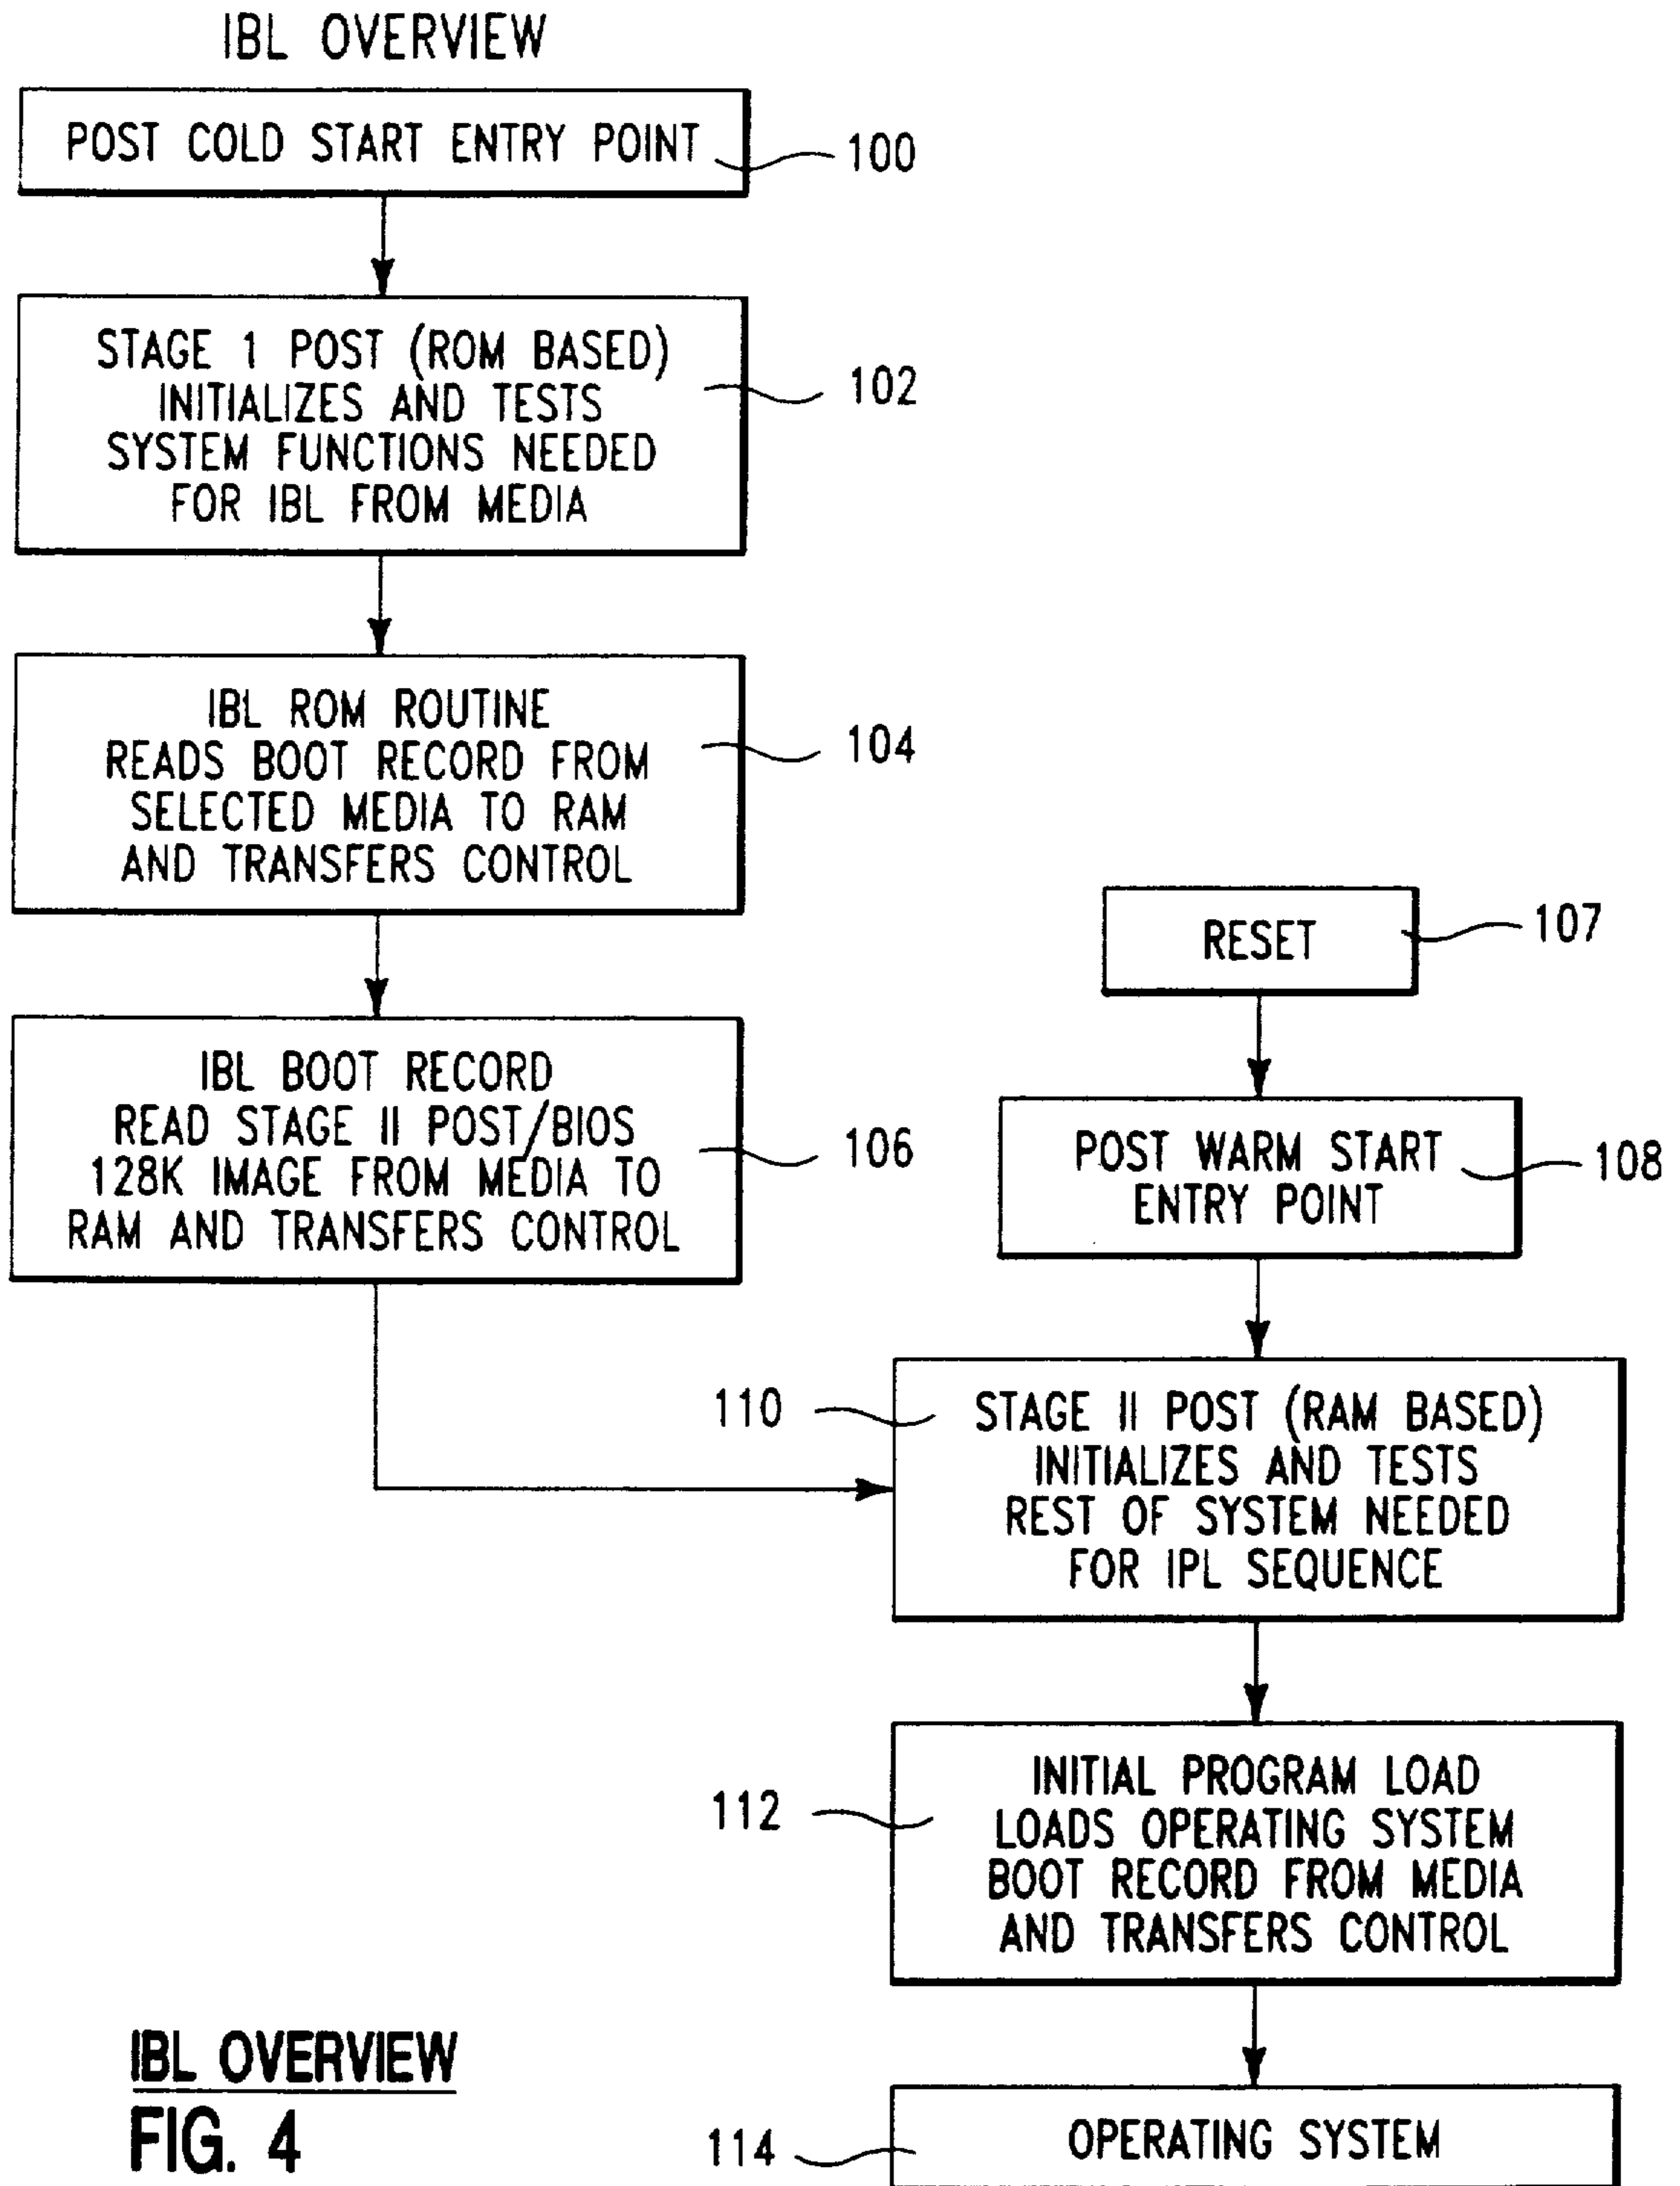 IBL OVERVIEW
POST COLD START ENTRY POINT
100
STAGE 1 POST (ROM BASED)
INITIALIZES AND TESTS
SYSTEM FUNCTIONS NEEDED
FOR IBL FROM MEDIA
102
IBL ROM ROUTINE
READS BOOT RECORD FROM
SELECTED MEDIA TO RAM
AND TRANSFERS CONTROL
104
IBL BOOT RECORD
READ STAGE II POST/BIOS
128K IMAGE FROM MEDIA TO
RAM AND TRANSFERS CONTROL
106
RESET
107
POST WARM START
ENTRY POINT
108
110
STAGE II POST (RAM BASED)
INITIALIZES AND TESTS
REST OF SYSTEM NEEDED
FOR IPL SEQUENCE
112
INITIAL PROGRAM LOAD
LOADS OPERATING SYSTEM
BOOT RECORD FROM MEDIA
AND TRANSFERS CONTROL
114
OPERATING SYSTEM
IBL OVERVIEW
FIG. 4